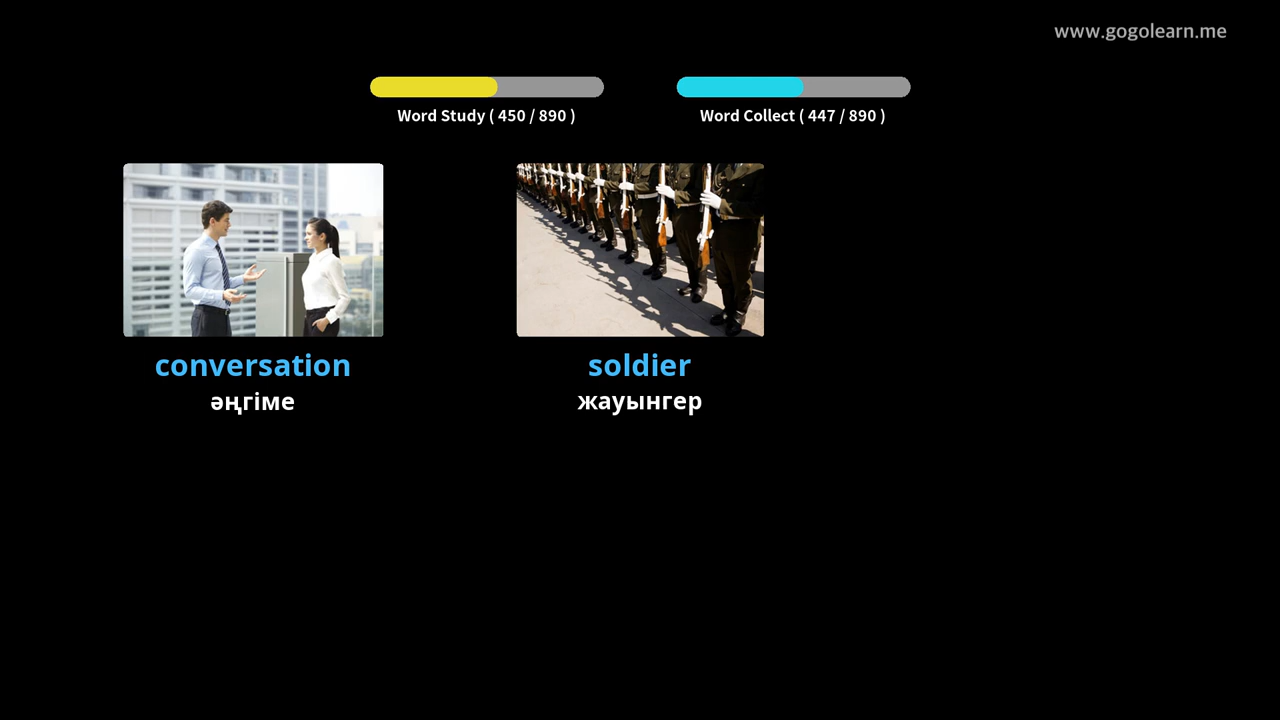 www.gogolearn.me
Word Study ( 450 / 890 )
Word Collect ( 447 / 890 )
conversation
әңгіме
soldier
жауынгер